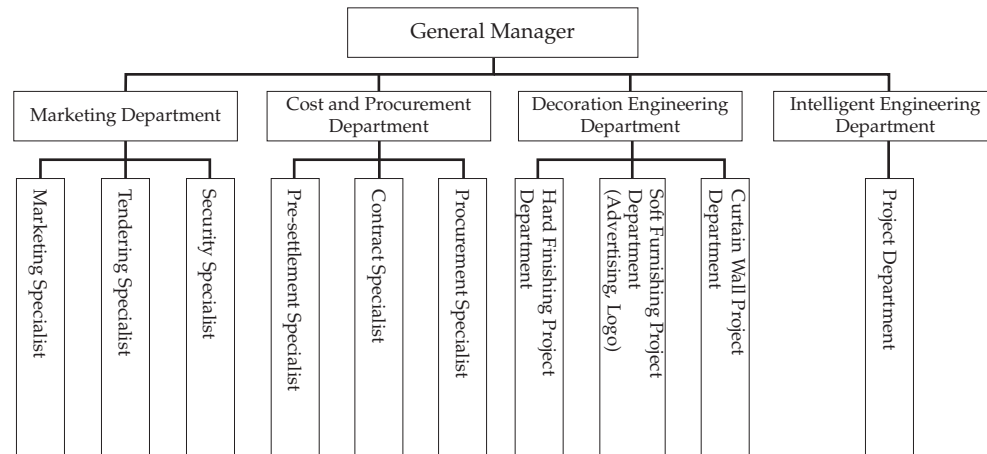 General Manager
Marketing Department
Cost and Procurement
Department
Decoration Engineering
Department
Intelligent Engineering
Department
Marketing Specialist
Tendering Specialist
Security Specialist
Pre-settlement Specialist
Contract Specialist
Procurement Specialist
Hard Finishing Project
Department
Soft Furnishing Project
Department
(Advertising, Logo)
Curtain Wall Project
Department
Project Department